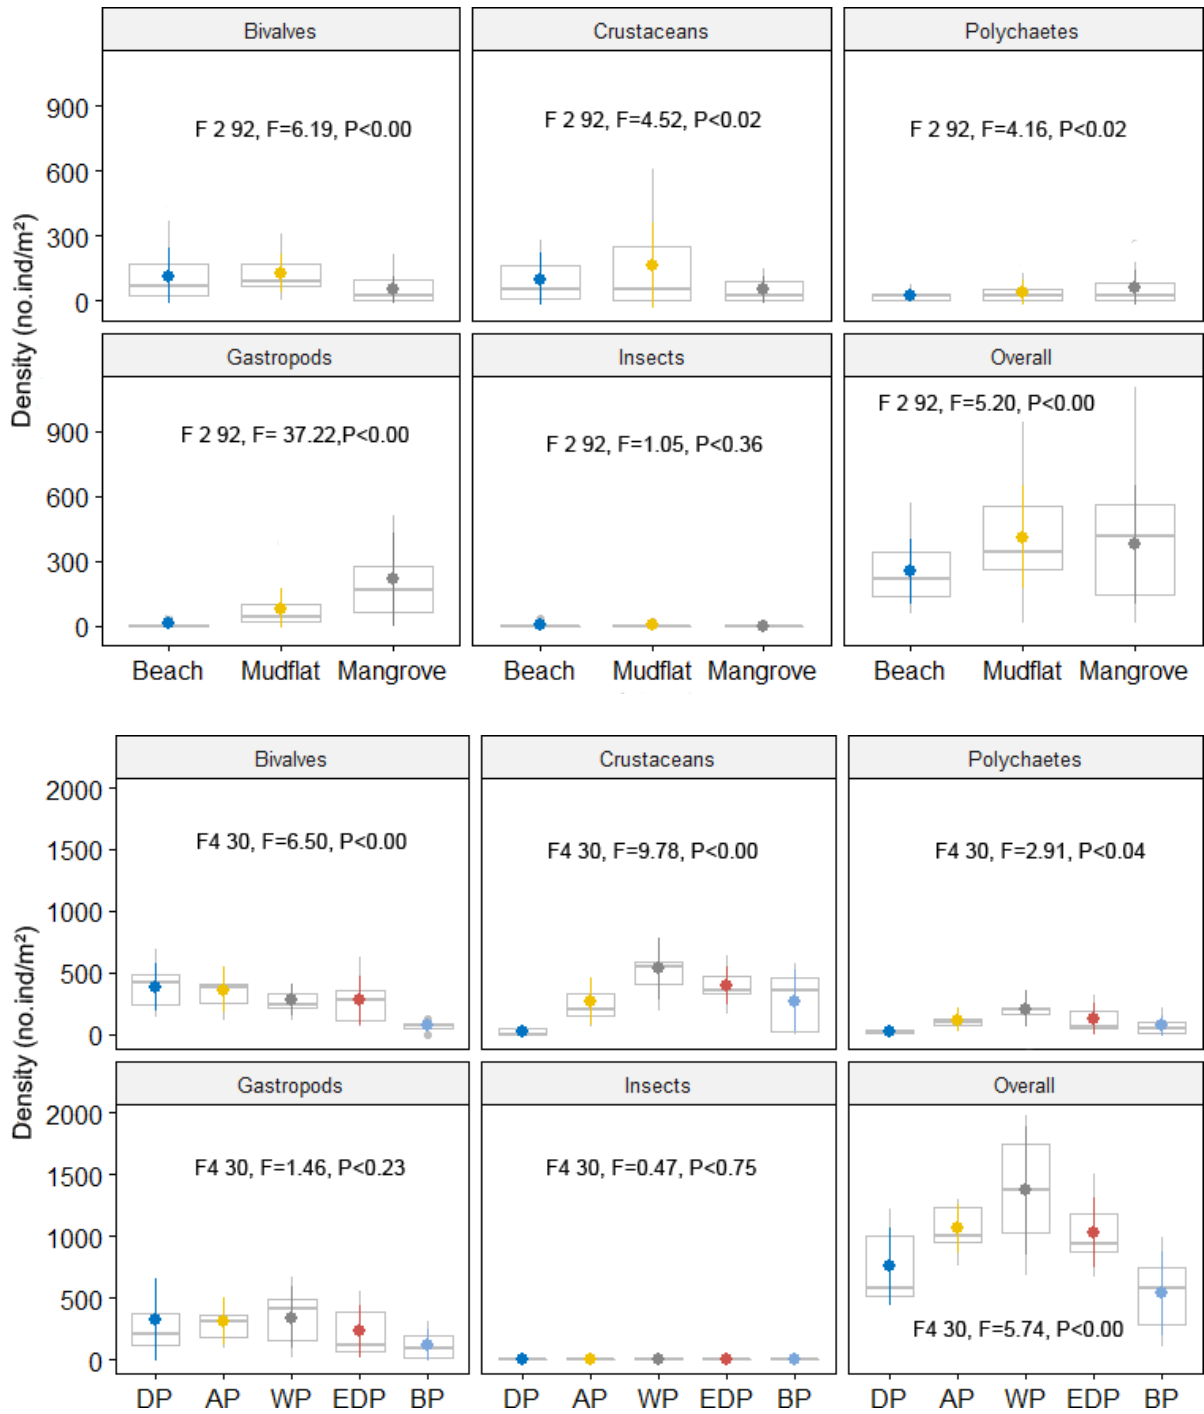 Bivalves Crustaceans Polychaetes
900
F 2 92, F=6.19, P<0.00 F 2 92, F=4.52, P<0.02 F 2 92, F=4.16, P<0.02
600
300
0
Density (no.ind/m²)
Gastropods Insects Overall
F 2 92, F= 37.22,P<0.00 F 2 92, F=1.05, P<0.36 F 2 92, F=5.20, P<0.00
900
600
300
0
Beach Mudflat Mangrove Beach Mudflat Mangrove Beach Mudflat Mangrove
Bivalves Crustaceans Polychaetes
2000
F4 30, F=6.50, P<0.00 F4 30, F=9.78, P<0.00 F4 30, F=2.91, P<0.04
1500
1000
500
0
Density (no.ind/m²)
Gastropods Insects Overall
2000
F4 30, F=1.46, P<0.23 F4 30, F=0.47, P<0.75
1500
1000
500
F4 30, F=5.74, P<0.00
0
DP AP WP EDP BP DP AP WP EDP BP DP AP WP EDP BP